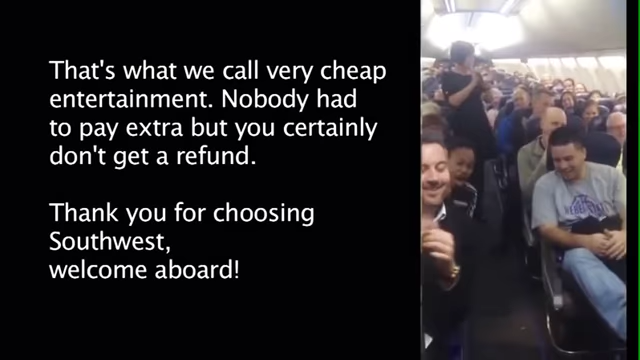 That's what we call very cheap
entertainment. Nobody had
to pay extra but you certainly
don't get a refund.
Thank you for choosing
Southwest,
welcome aboard!